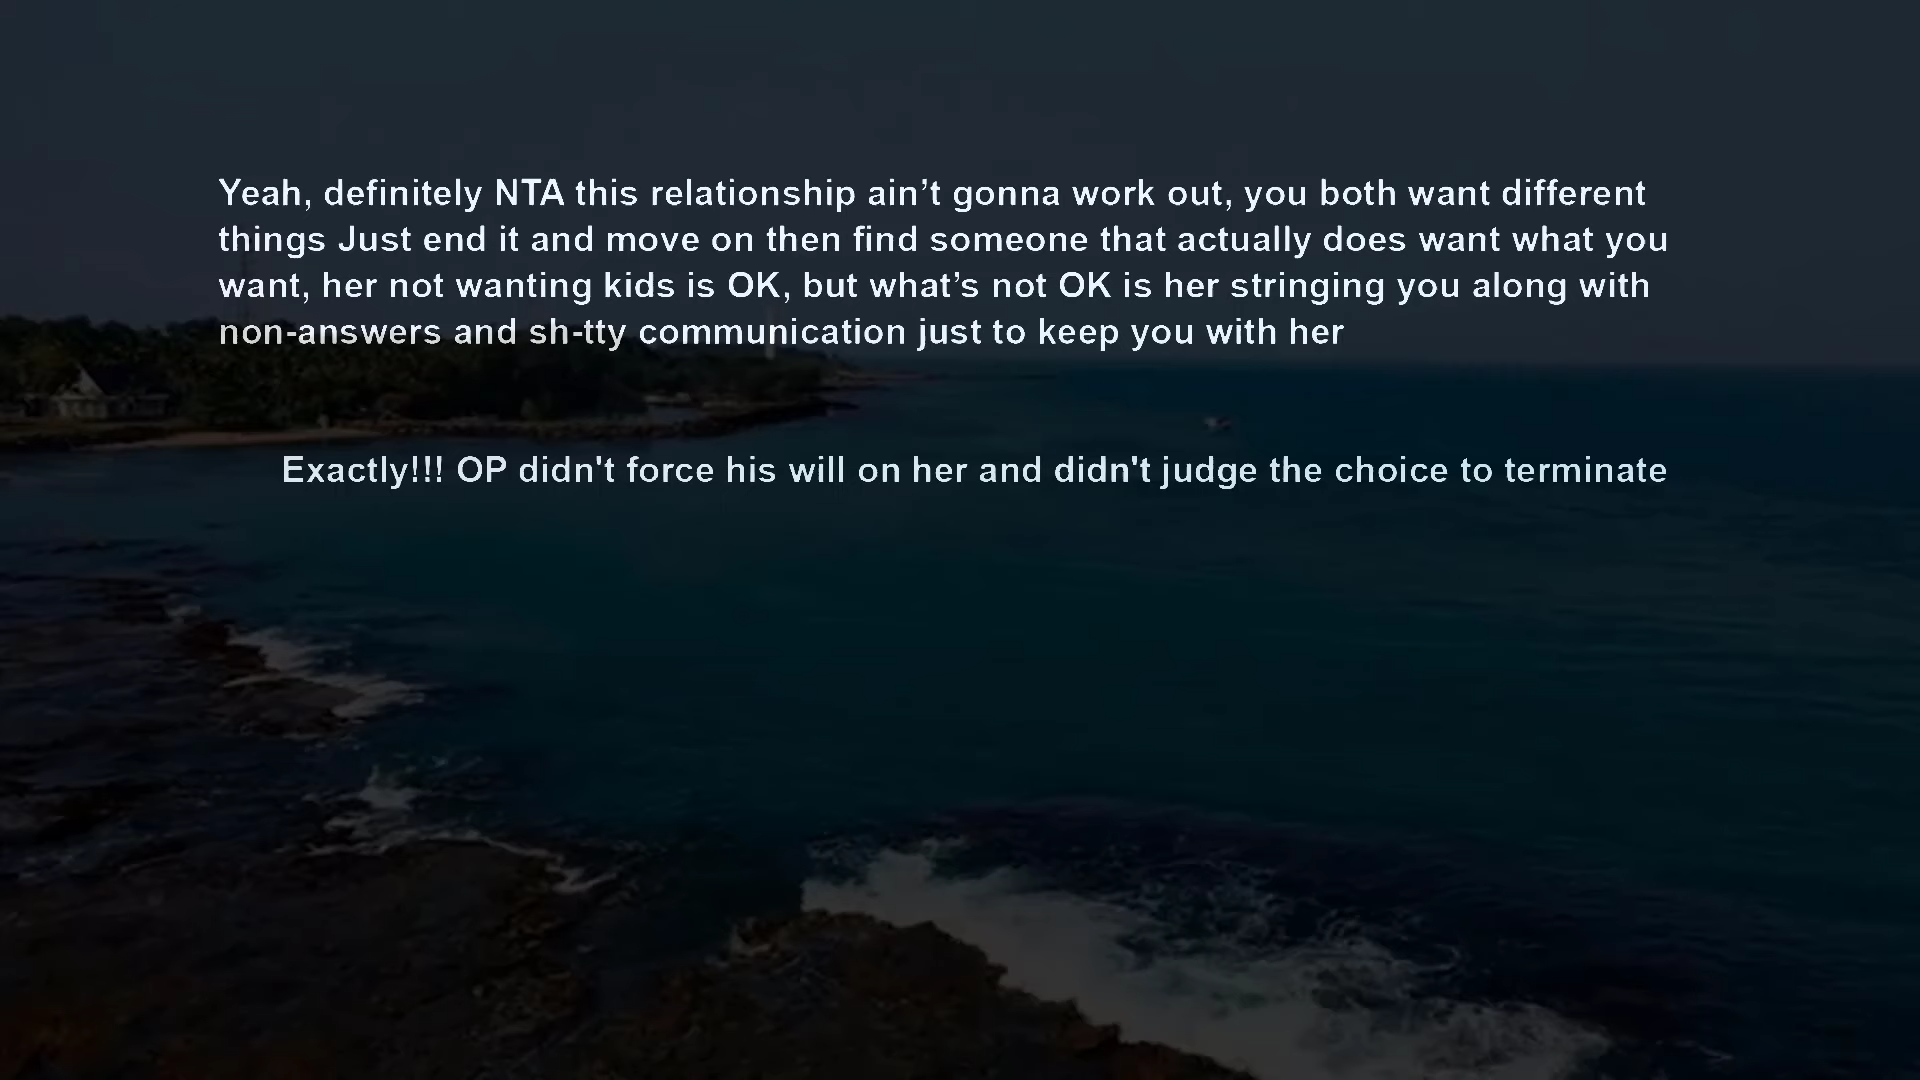 Yeah, definitely NTA this relationship ain’t gonna work out, you both want different
things Just end it and move on then find someone that actually does want what you
want, her not wanting kids is OK, but what’s not OK is her stringing you along with
non-answers and sh-tty communication just to keep you with her
Exactly!!! OP didn't force his will on her and didn't judge the choice to terminate